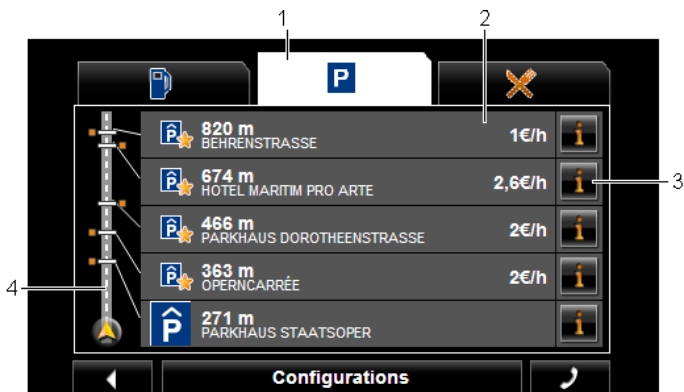 1
2
P
820 m
BEHRENSTRASSE
1€/h
i
674 m
HOTEL MARITIM PRO ARTE
2,6€/h
i
3
466 m
PARKHAUS DOROTHEENSTRASSE
2€/h
i
363 m
OPERNCARRÉE
2€/h
i
4
P
271 m
PARKHAUS STAATSOPER
i
Configurations